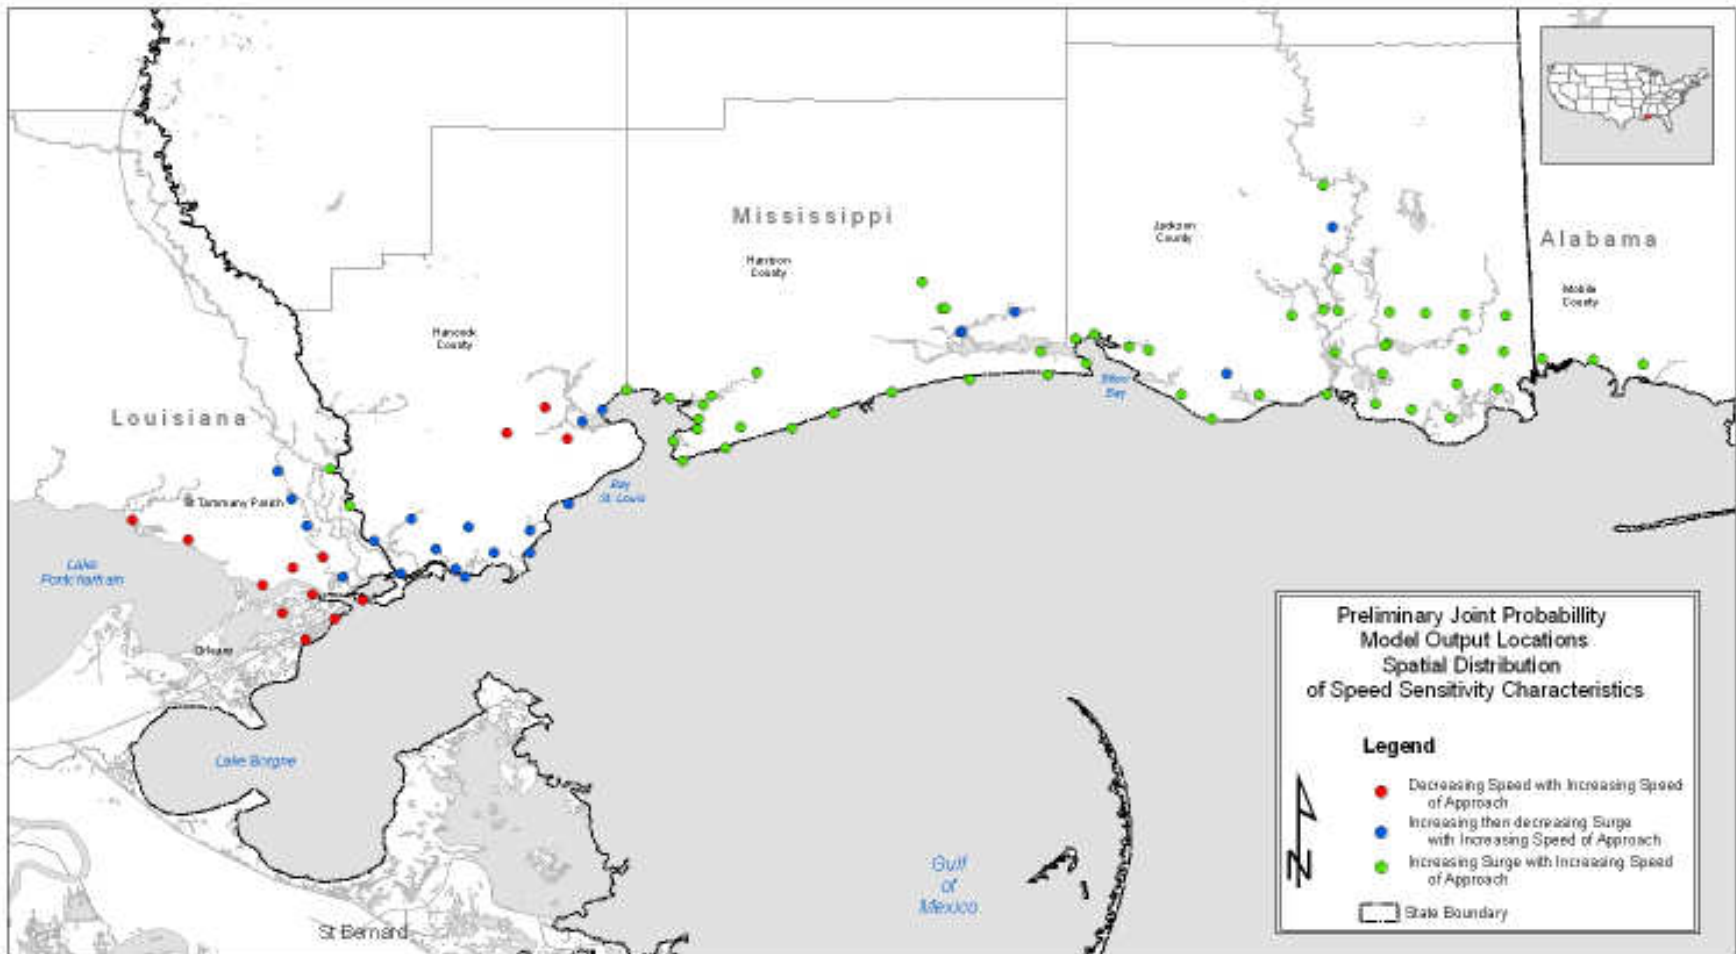 Mississippi
Alabama
Jackson
County
Harrison
County
Mobile
County
Hancock
County
Louisiana
St Tammany Parish
Biloxi
Bay
Bay
St. Louis
Lake
Pontchartrain
Orleans
Lake Borgne
St Bernard
Gulf
of
Mexico
Preliminary Joint Probabillity
Model Output Locations
Spatial Distribution
of Speed Sensitivity Characteristics
Legend
Decreasing Speed with Increasing Speed
of Approach
Increasing then decreasing Surge
with Increasing Speed of Approach
Increasing Surge with Increasing Speed
of Approach
State Boundary
N